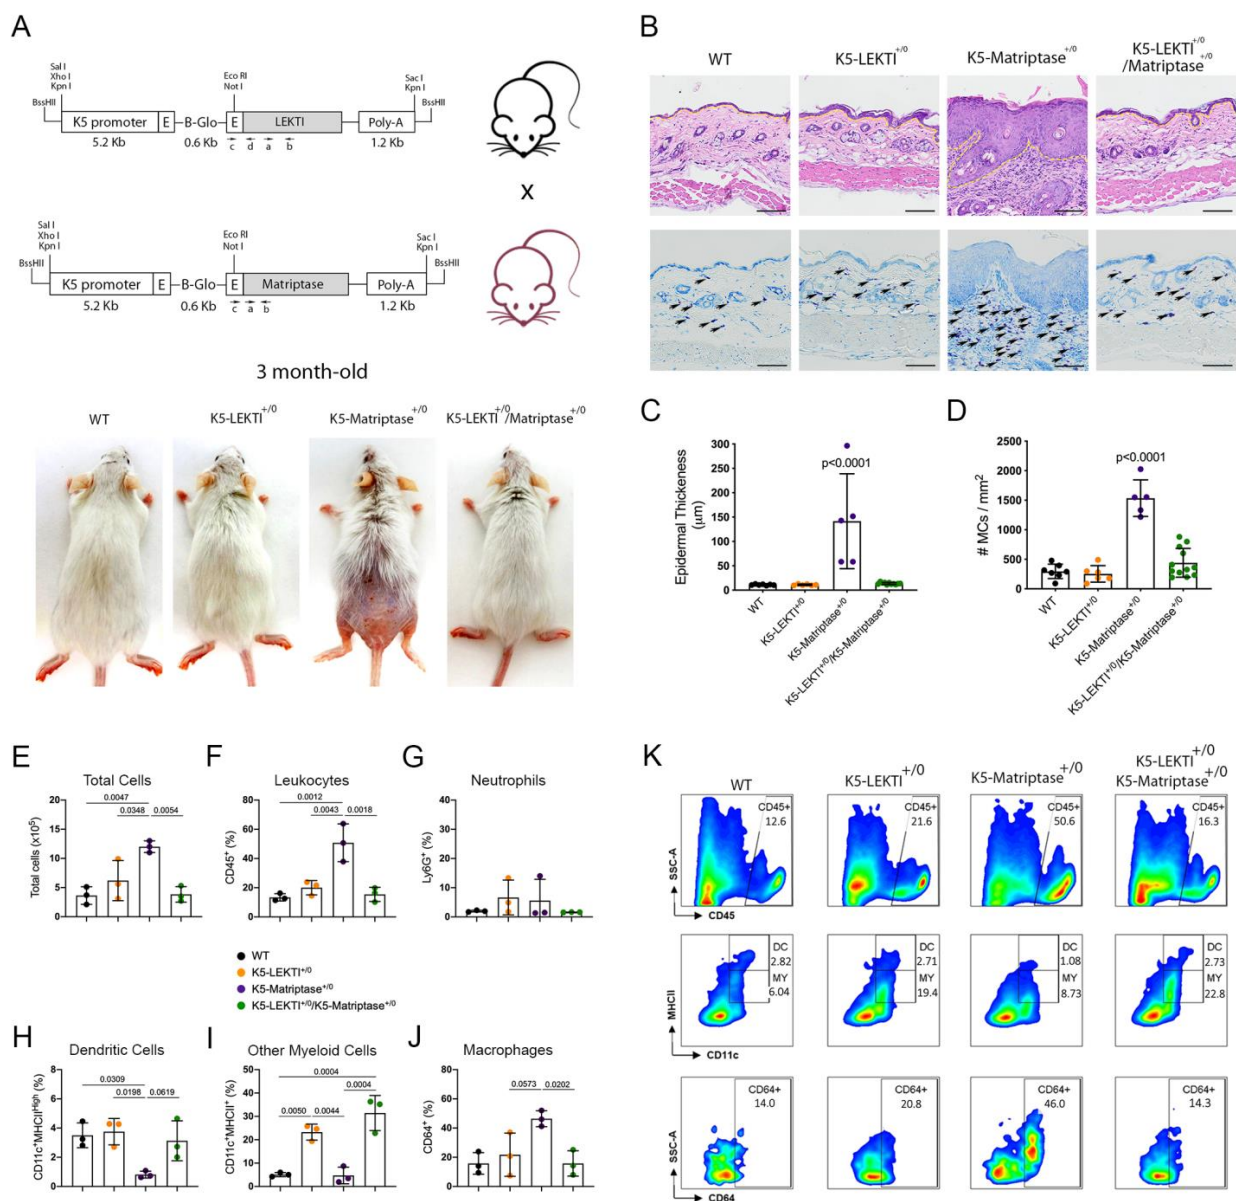 A
Sal I
Xho I
Kpn I
BssHII
Eco RI
Not I
Sac I
Kpn I
BssHII
K5 promoter E B-Glo E LEKTI Poly-A
5.2 Kb 0.6 Kb 1.2 Kb
c d a b
X
Sal I
Xho I
Kpn I
BssHII
Eco RI
Not I
Sac I
Kpn I
BssHII
K5 promoter E B-Glo E Matriptase Poly-A
5.2 Kb 0.6 Kb 1.2 Kb
c a b
3 month-old
WT K5-LEKTI+/0 K5-Matriptase+/0 K5-LEKTI+/0/Matriptase+/0
B
WT K5-LEKTI+/0 K5-Matriptase+/0 K5-LEKTI+/0
/Matriptase+/0
C
Epidermal Thickeness
(μm)
300
250
200
150
100
50
0
p<0.0001
WT
K5-LEKTI+/0
K5-Matriptase+/0
K5-LEKTI+/0/K5-Matriptase+/0
D
# MCs / mm2
2500
2000
1500
1000
500
0
p<0.0001
WT
K5-LEKTI+/0
K5-Matriptase+/0
K5-LEKTI+/0/K5-Matriptase+/0
E
Total Cells
Total cells (x105)
20
15
10
5
0
0.0047
0.0348 0.0054
F
Leukocytes
CD45+ (%)
80
60
40
20
0
0.0012
0.0043 0.0018
G
Neutrophils
Ly6G+ (%)
40
30
20
10
0
WT
K5-LEKTI+/0
K5-Matriptase+/0
K5-LEKTI+/0/K5-Matriptase+/0
H
Dendritic Cells
CD11c+MHCIIHigh (%)
8
6
4
2
0
0.0309
0.0198 0.0619
I
Other Myeloid Cells
CD11c+MHCII+ (%)
50
40
30
20
10
0
0.0004
0.0004
0.0050 0.0044
J
Macrophages
CD64+ (%)
80
60
40
20
0
0.0573 0.0202
K
WT K5-LEKTI+/0 K5-Matriptase+/0 K5-LEKTI+/0
K5-Matriptase+/0
CD45+
12.6
CD45+
21.6
CD45+
50.6
CD45+
16.3
SSC-A
CD45
DC
2.82
MY
6.04
DC
2.71
MY
19.4
DC
1.08
MY
8.73
DC
2.73
MY
22.8
MHCII
CD11c
CD64+
14.0
CD64+
20.8
CD64+
46.0
CD64+
14.3
SSC-A
CD64